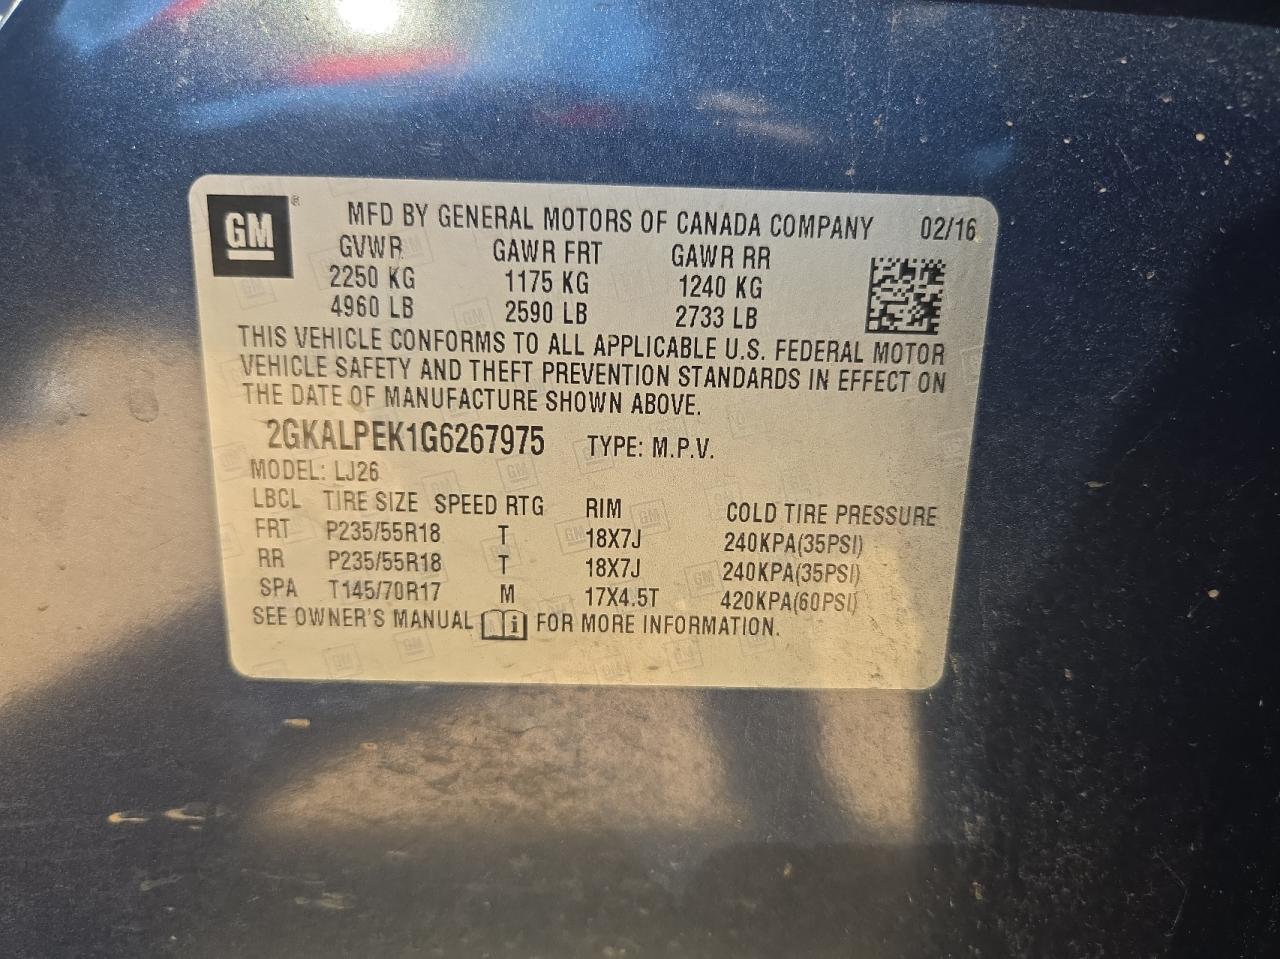 GM ® MFD BY GENERAL MOTORS OF CANADA COMPANY 02/16
GVWR GAWR FRT GAWR RR
2250 KG 1175 KG 1240 KG
4960 LB 2590 LB 2733 LB
THIS VEHICLE CONFORMS TO ALL APPLICABLE U.S. FEDERAL MOTOR
VEHICLE SAFETY AND THEFT PREVENTION STANDARDS IN EFFECT ON
THE DATE OF MANUFACTURE SHOWN ABOVE.
2GKALPEK1G6267975 TYPE: M.P.V.
MODEL: LJ26
LBCL TIRE SIZE SPEED RTG RIM COLD TIRE PRESSURE
FRT P235/55R18 T 18X7J 240KPA(35PSI)
RR P235/55R18 T 18X7J 240KPA(35PSI)
SPA T145/70R17 M 17X4.5T 420KPA(60PSI)
SEE OWNER'S MANUAL i FOR MORE INFORMATION.